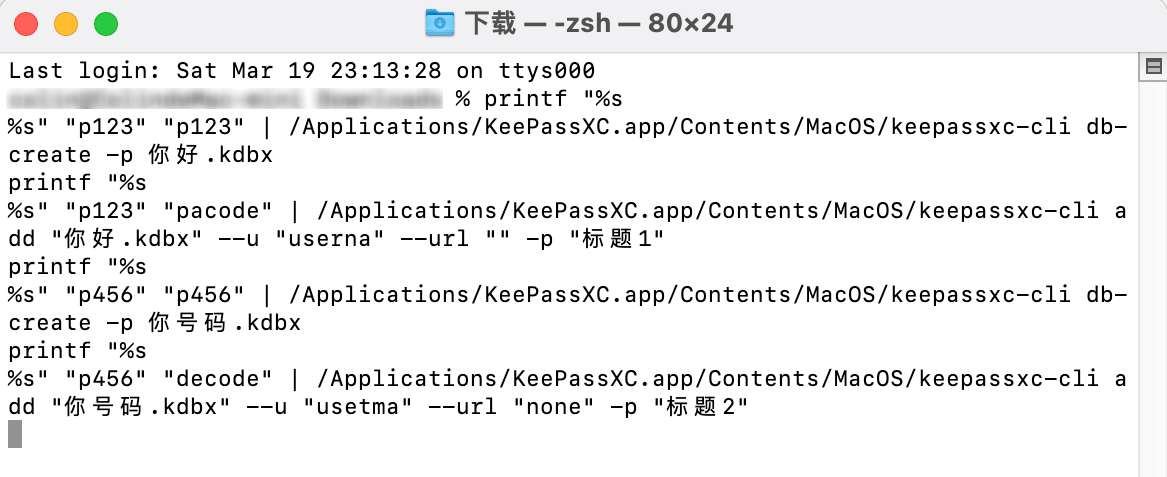 下载 — -zsh — 80×24
Last login: Sat Mar 19 23:13:28 on ttys000
% printf "%s
%s" "p123" "p123" | /Applications/KeePassXC.app/Contents/MacOS/keepassxc-cli db-
create -p 你好.kdbx
printf "%s
%s" "p123" "pacode" | /Applications/KeePassXC.app/Contents/MacOS/keepassxc-cli a
dd "你好.kdbx" --u "userna" --url "" -p "标题1"
printf "%s
%s" "p456" "p456" | /Applications/KeePassXC.app/Contents/MacOS/keepassxc-cli db-
create -p 你号码.kdbx
printf "%s
%s" "p456" "decode" | /Applications/KeePassXC.app/Contents/MacOS/keepassxc-cli a
dd "你号码.kdbx" --u "usetma" --url "none" -p "标题2"